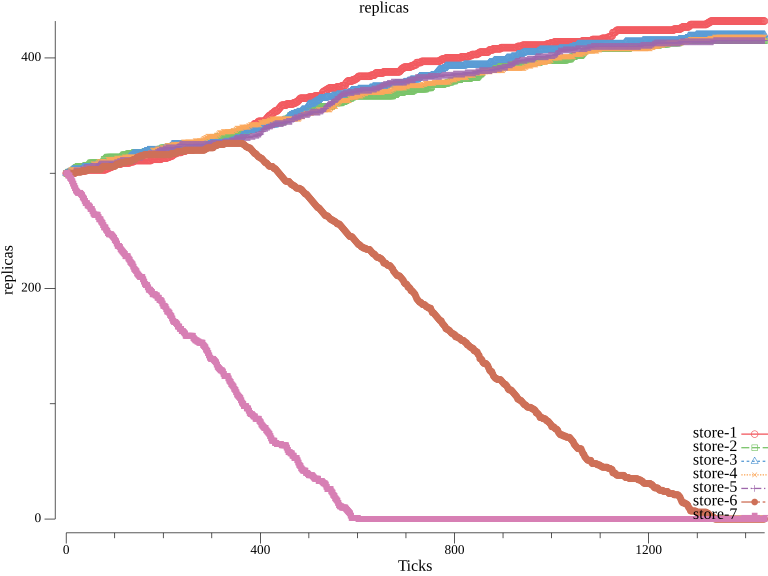 replicas
400
200
0
replicas
0
400
800
1200
Ticks
store-1
store-2
store-3
store-4
store-5
store-6
store-7